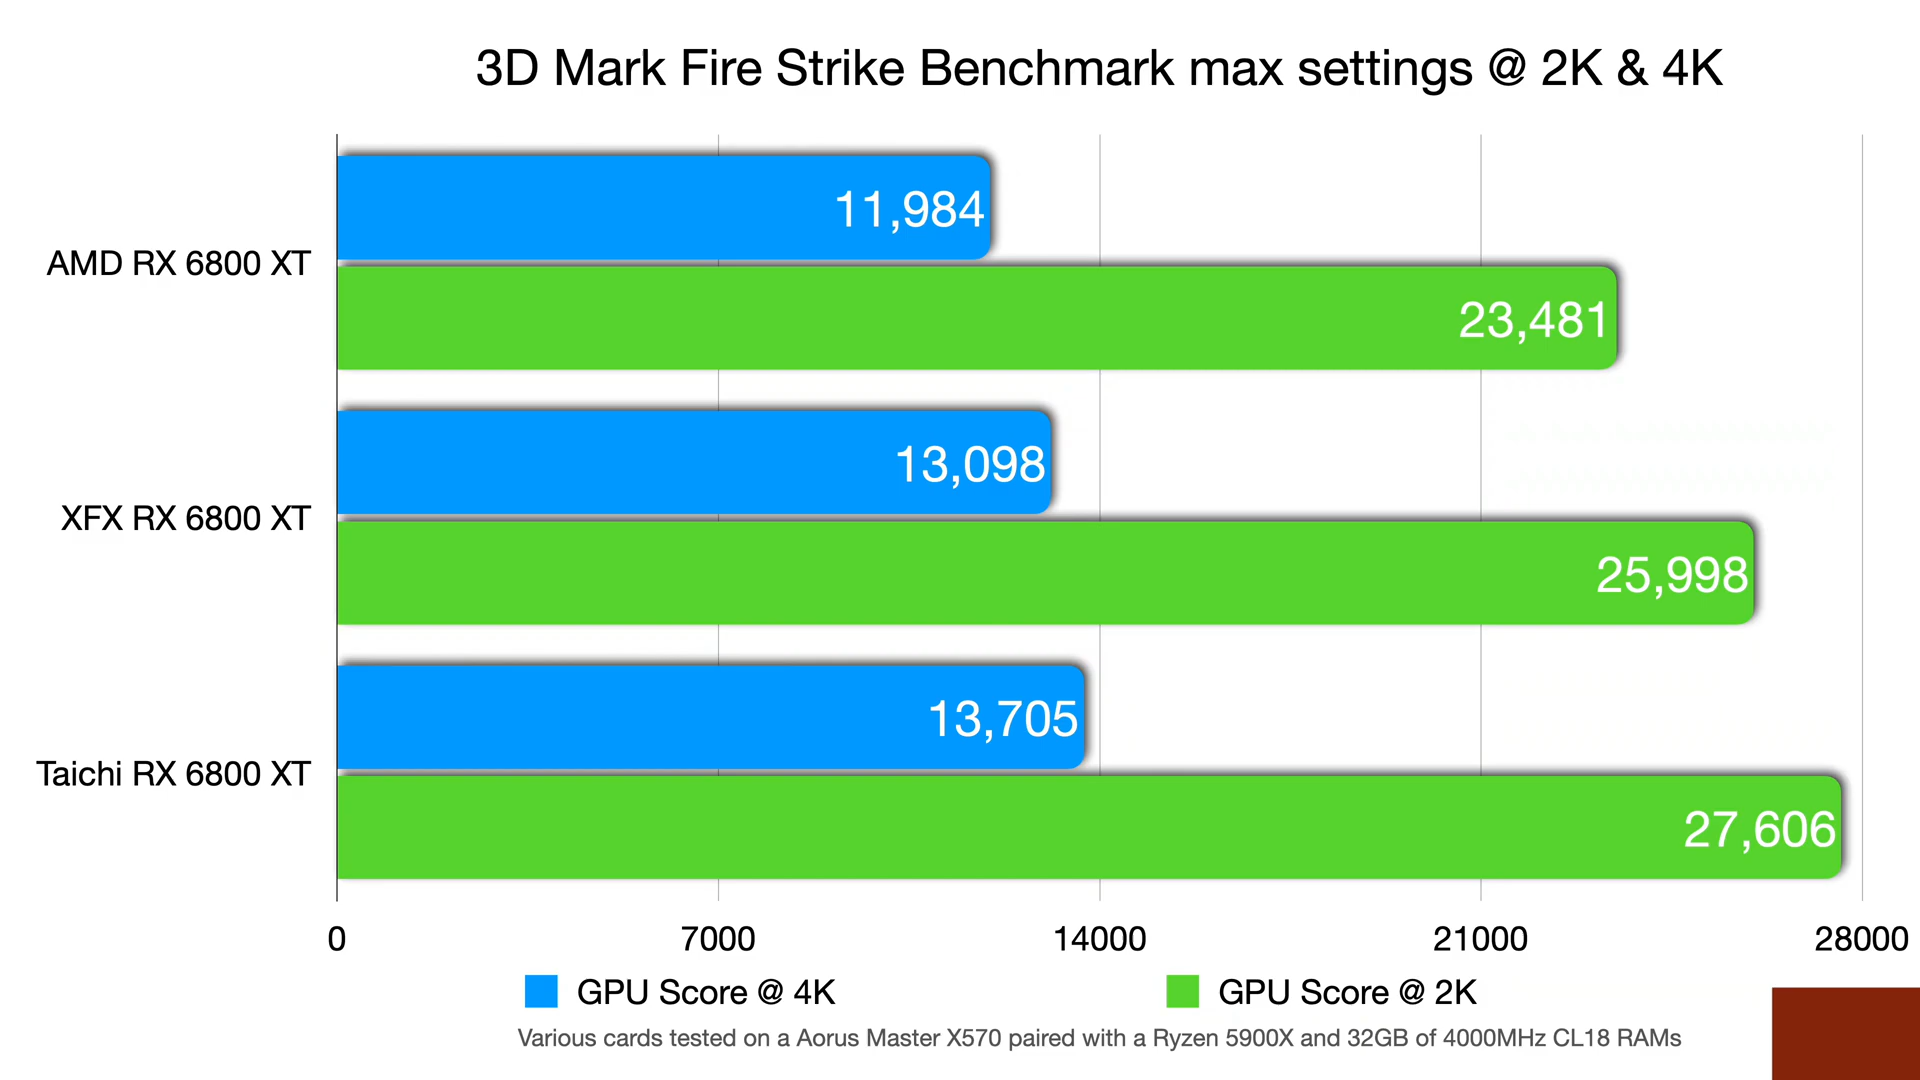 3D Mark Fire Strike Benchmark max settings @ 2K & 4K
AMD RX 6800 XT
11,984
23,481
XFX RX 6800 XT
13,098
25,998
Taichi RX 6800 XT
13,705
27,606
0 7000 14000 21000 28000
GPU Score @ 4K GPU Score @ 2K
Various cards tested on a Aorus Master X570 paired with a Ryzen 5900X and 32GB of 4000MHz CL18 RAMs